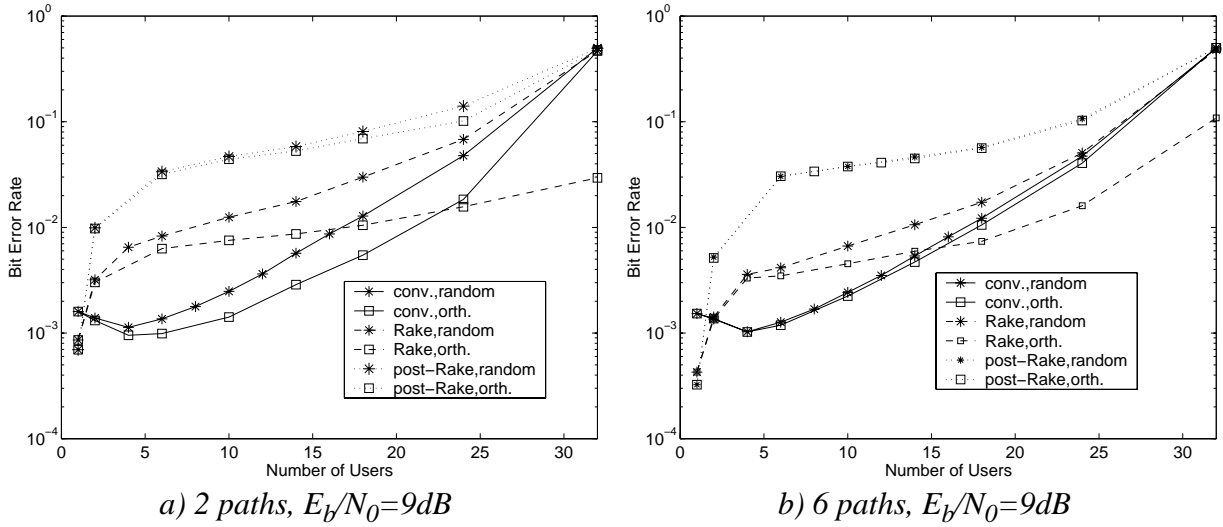 10^0
10^-1
10^-2
10^-3
10^-4
Bit Error Rate
0 5 10 15 20 25 30
Number of Users
conv.,random
conv.,orth.
Rake,random
Rake,orth.
post-Rake,random
post-Rake,orth.
a) 2 paths, E_b/N_0=9dB
10^0
10^-1
10^-2
10^-3
10^-4
Bit Error Rate
0 5 10 15 20 25 30
Number of Users
conv.,random
conv.,orth.
Rake,random
Rake,orth.
post-Rake,random
post-Rake,orth.
b) 6 paths, E_b/N_0=9dB